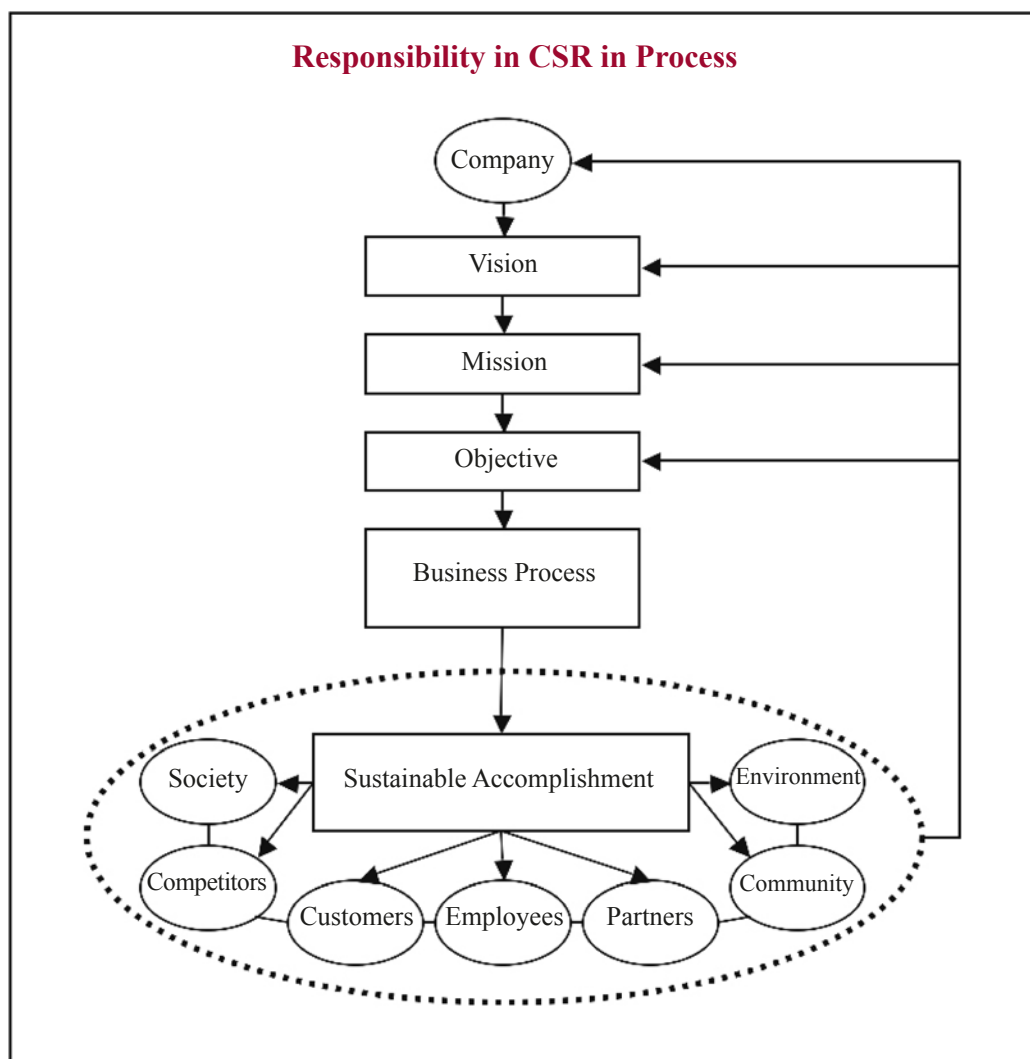 Responsibility in CSR in Process
Company
Vision
Mission
Objective
Business Process
Sustainable Accomplishment
Society
Environment
Competitors
Community
Customers
Employees
Partners